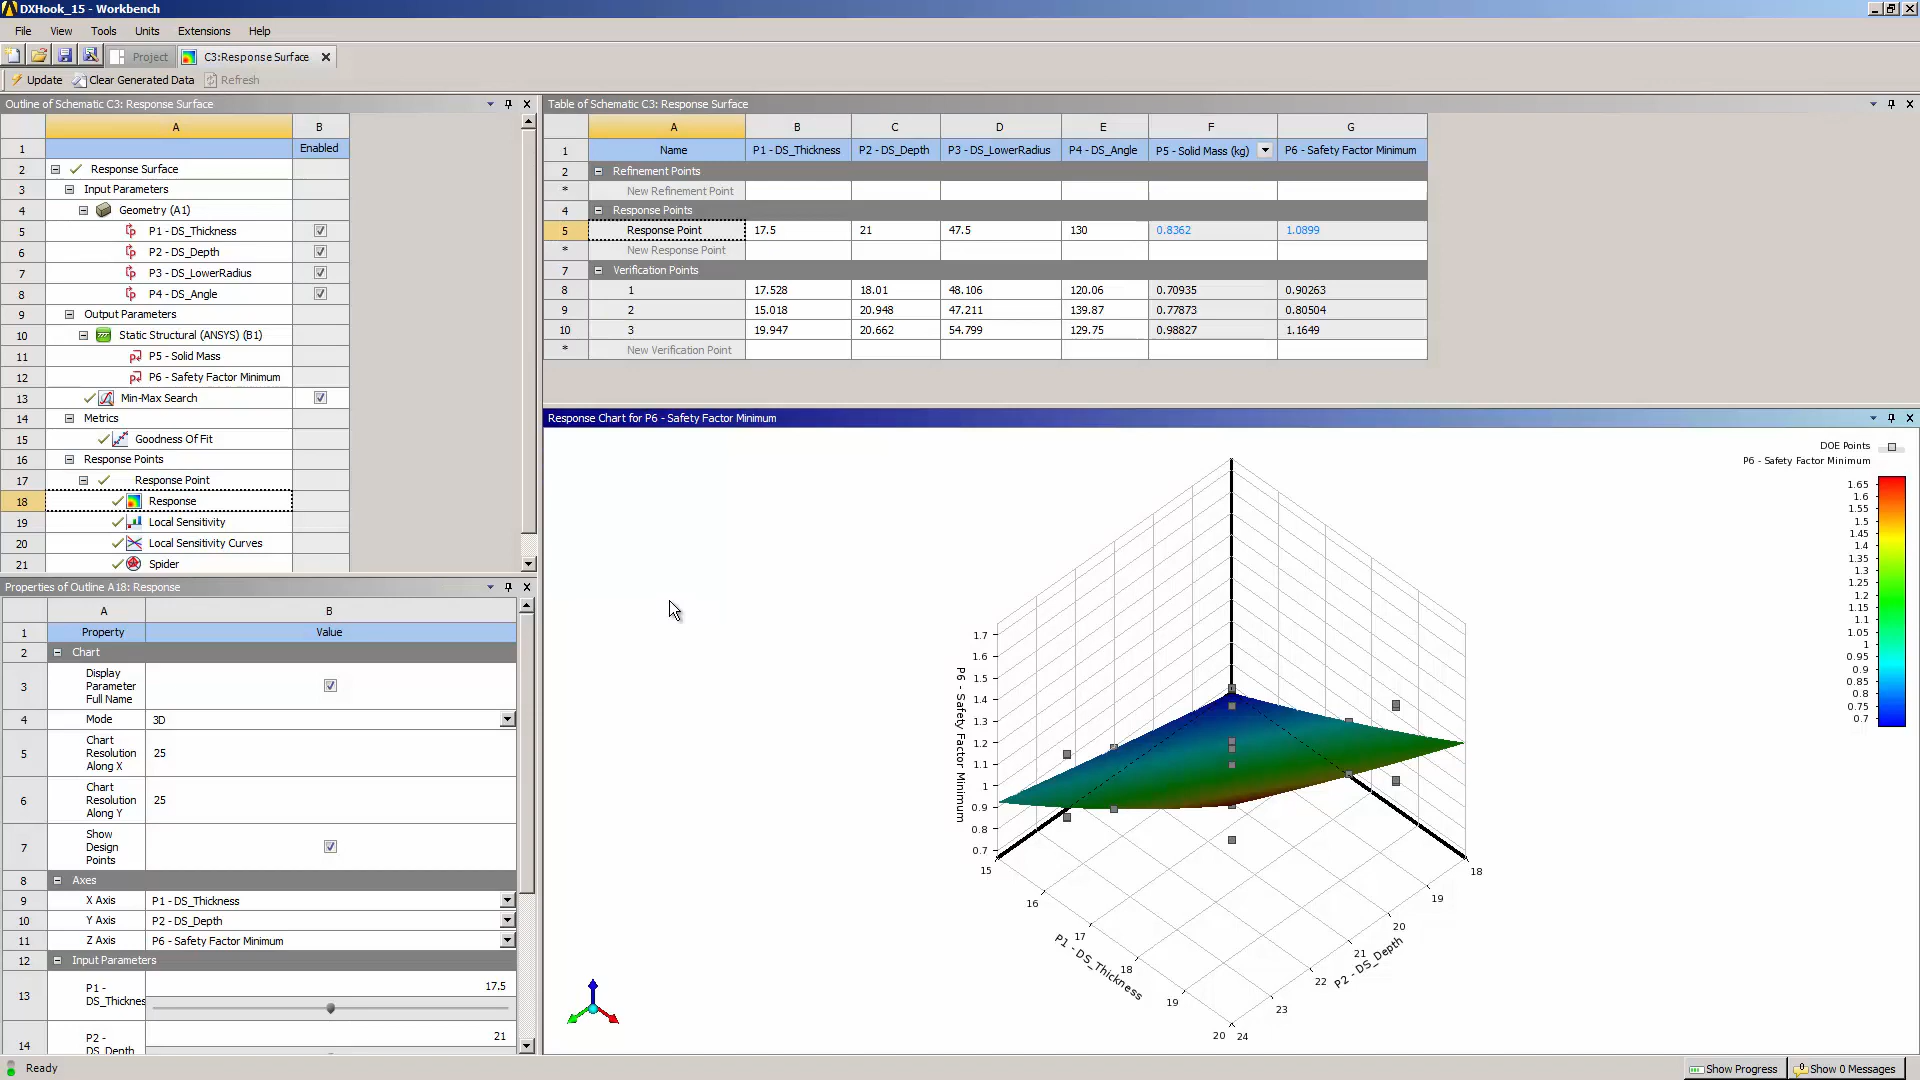 DXHook_15 - Workbench
File View Tools Units Extensions Help
Project C3:Response Surface
Update Clear Generated Data Refresh
Outline of Schematic C3: Response Surface
A B
1 Enabled
2 Response Surface
3 Input Parameters
4 Geometry (A1)
5 P1 - DS_Thickness
6 P2 - DS_Depth
7 P3 - DS_LowerRadius
8 P4 - DS_Angle
9 Output Parameters
10 Static Structural (ANSYS) (B1)
11 P5 - Solid Mass
12 P6 - Safety Factor Minimum
13 Min-Max Search
14 Metrics
15 Goodness Of Fit
16 Response Points
17 Response Point
18 Response
19 Local Sensitivity
20 Local Sensitivity Curves
21 Spider
Properties of Outline A18: Response
A B
1 Property Value
2 Chart
3 Display Parameter Full Name
4 Mode 3D
5 Chart Resolution Along X 25
6 Chart Resolution Along Y 25
7 Show Design Points
8 Axes
9 X Axis P1 - DS_Thickness
10 Y Axis P2 - DS_Depth
11 Z Axis P6 - Safety Factor Minimum
12 Input Parameters
13 P1 - DS_Thicknes 17.5
14 P2 - DS_Depth 21
Table of Schematic C3: Response Surface
A B C D E F G
1 Name P1 - DS_Thickness P2 - DS_Depth P3 - DS_LowerRadius P4 - DS_Angle P5 - Solid Mass (kg) P6 - Safety Factor Minimum
2 Refinement Points
* New Refinement Point
4 Response Points
5 Response Point 17.5 21 47.5 130 0.8362 1.0899
* New Response Point
7 Verification Points
8 1 17.528 18.01 48.106 120.06 0.70935 0.90263
9 2 15.018 20.948 47.211 139.87 0.77873 0.80504
10 3 19.947 20.662 54.799 129.75 0.98827 1.1649
* New Verification Point
Response Chart for P6 - Safety Factor Minimum
DOE Points
P6 - Safety Factor Minimum
1.65
1.6
1.55
1.5
1.45
1.4
1.35
1.3
1.25
1.2
1.15
1.1
1.05
1
0.95
0.9
0.85
0.8
0.75
0.7
P6 - Safety Factor Minimum
1.7
1.6
1.5
1.4
1.3
1.2
1.1
1
0.9
0.8
0.7
15 16 17 18 19 20
P1 - DS_Thickness
24 23 22 21 20 19 18
P2 - DS_Depth
Ready
Show Progress Show 0 Messages